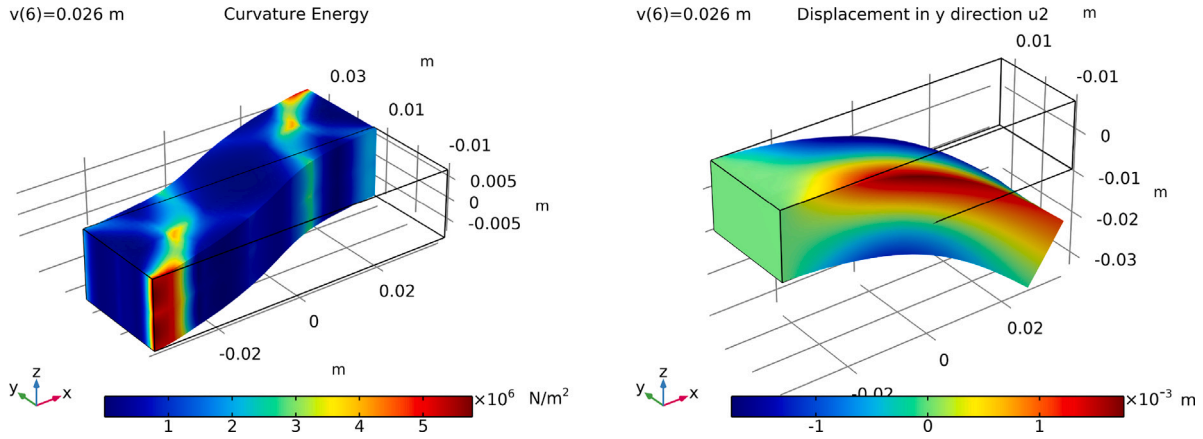 v(6)=0.026 m Curvature Energy
m
0.03
0.01
-0.01
0.005
0
-0.005
m
0.02
0
-0.02
m
z
y x
1 2 3 4 5 ×10⁶ N/m²
v(6)=0.026 m Displacement in y direction u2
m
0.01
-0.01
0
-0.01
m
-0.02
-0.03
0.02
0
z
y x
-1 0 1 ×10⁻³ m